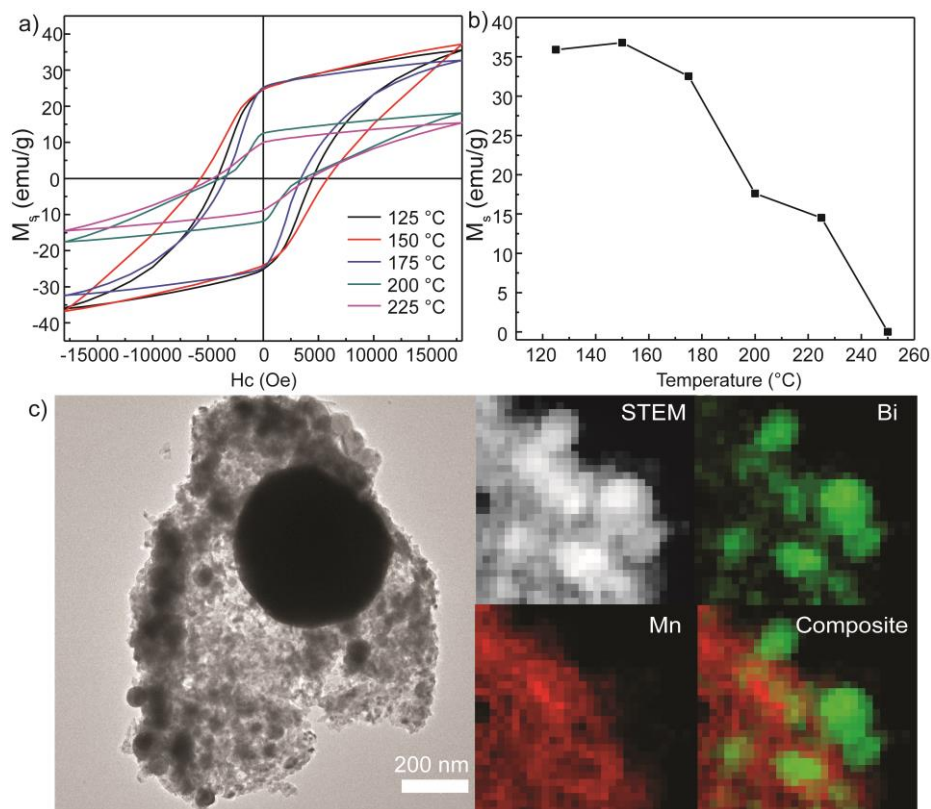 a)
40
30
20
10
0
-10
-20
-30
-40
Ms (emu/g)
-15000 -10000 -5000 0 5000 10000 15000
Hc (Oe)
125 °C
150 °C
175 °C
200 °C
225 °C
b)
40
35
30
25
20
15
10
5
0
Ms (emu/g)
120 140 160 180 200 220 240 260
Temperature (°C)
c)
200 nm
STEM
Bi
Mn
Composite